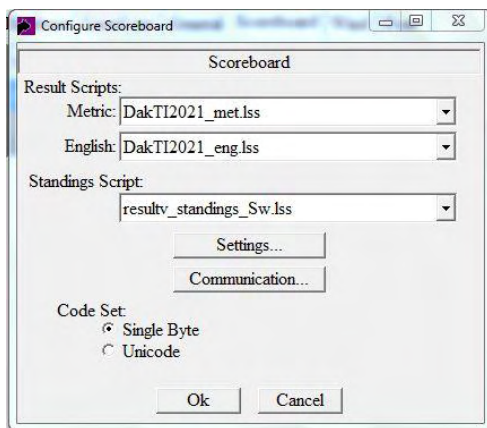 Configure Scoreboard
Scoreboard
Result Scripts:
Metric: DakTI2021_met.lss
English: DakTI2021_eng.lss
Standings Script:
resultv_standings_Sw.lss
Settings...
Communication...
Code Set:
Single Byte
Unicode
Ok Cancel